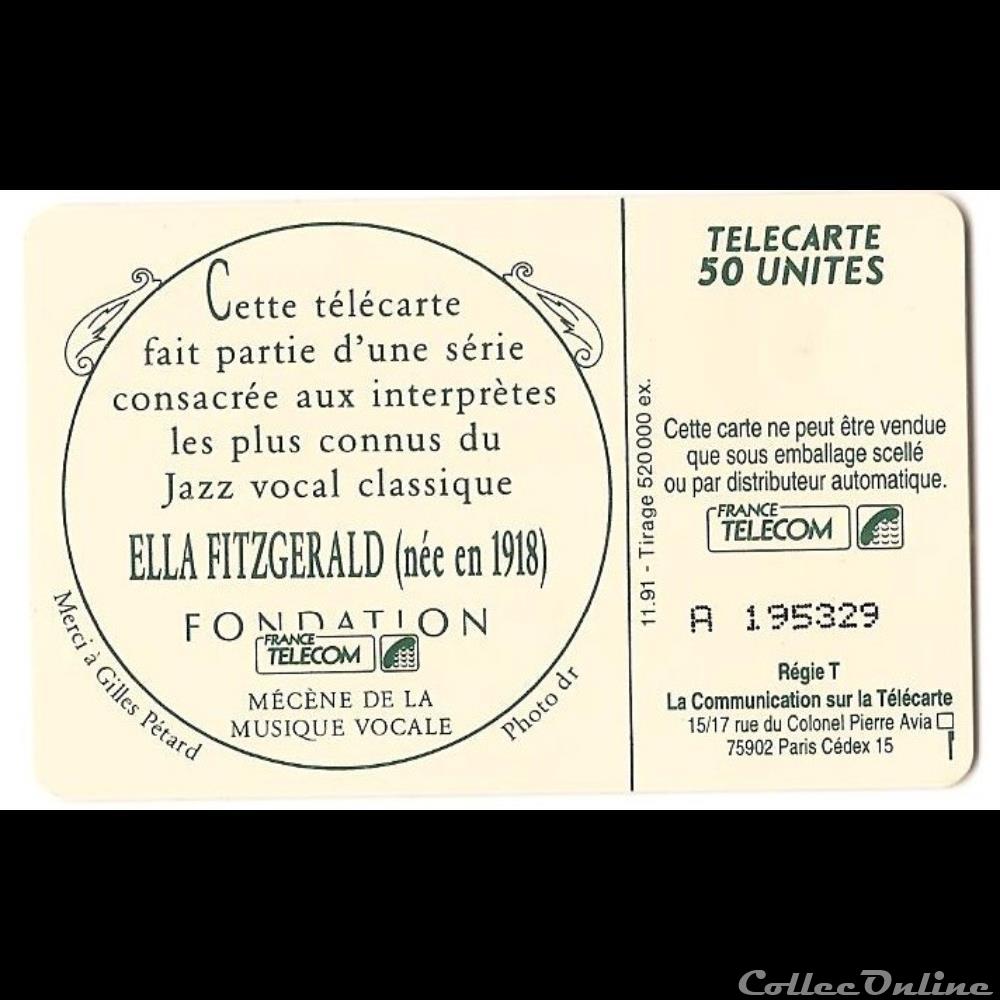 Cette télécarte
fait partie d'une série
consacrée aux interprètes
les plus connus du
Jazz vocal classique
ELLA FITZGERALD (née en 1918)
FONDATION
FRANCE
TELECOM
MÉCÈNE DE LA
MUSIQUE VOCALE
Merci à Gilles Pétard
Photo dr
11.91 - Tirage 520 000 ex.
TELECARTE
50 UNITES
Cette carte ne peut être vendue
que sous emballage scellé
ou par distributeur automatique.
FRANCE
TELECOM
A 195329
Régie T
La Communication sur la Télécarte
15/17 rue du Colonel Pierre Avia
75902 Paris Cédex 15
CollecOnline